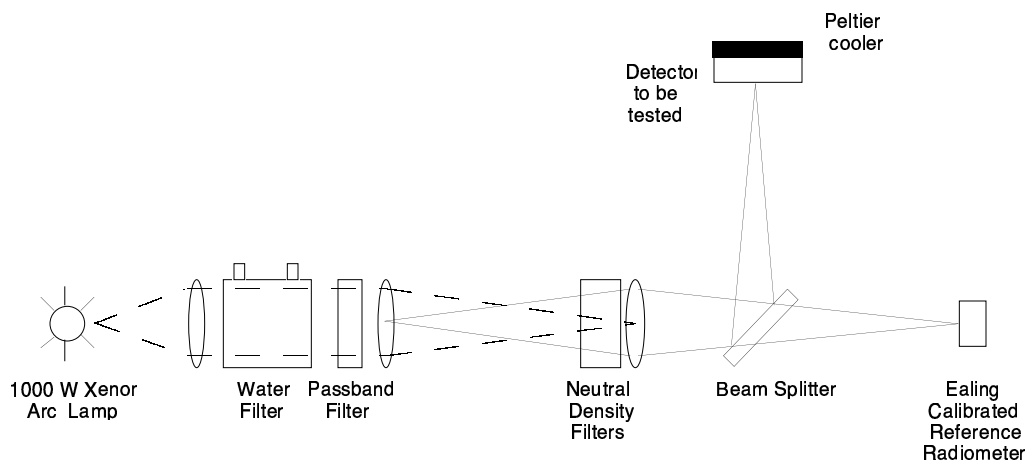 Peltier
cooler
Detector
to be
tested
1000 W Xenor
Arc Lamp
Water
Filter
Passband
Filter
Neutral
Density
Filters
Beam Splitter
Ealing
Calibrated
Reference
Radiometer